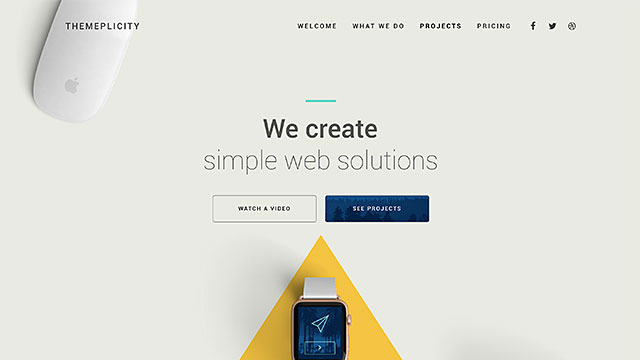 THEMEPLICITY
WELCOME WHAT WE DO PROJECTS PRICING
We create
simple web solutions
WATCH A VIDEO SEE PROJECTS